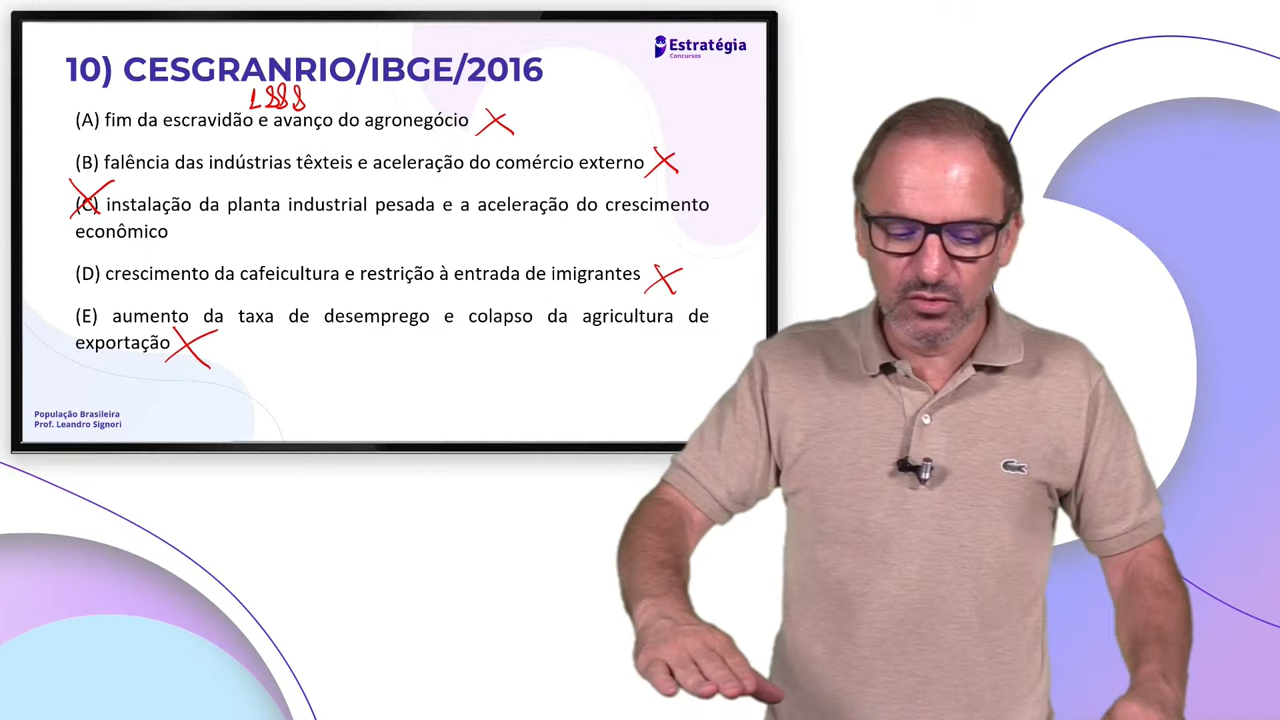 Estratégia
Concursos
10) CESGRANRIO/IBGE/2016
1888
(A) fim da escravidão e avanço do agronegócio
(B) falência das indústrias têxteis e aceleração do comércio externo
(C) instalação da planta industrial pesada e a aceleração do crescimento
econômico
(D) crescimento da cafeicultura e restrição à entrada de imigrantes
(E) aumento da taxa de desemprego e colapso da agricultura de
exportação
População Brasileira
Prof. Leandro Signori